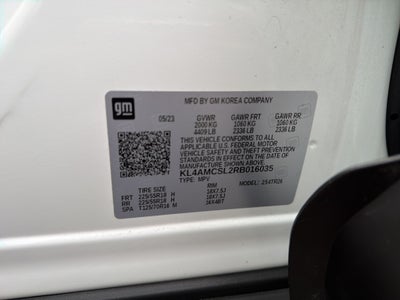 gm
MFD BY GM KOREA COMPANY
05/23 GVWR GAWR FRT GAWR RR
2000 KG 1060 KG 1060 KG
4409 LB 2336 LB 2336 LB
THIS VEHICLE CONFORMS TO ALL
APPLICABLE U.S. FEDERAL MOTOR
VEHICLE SAFETY AND
STANDARDS IN EFFECT ON THE DATE OF
MANUFACTURE SHOWN ABOVE.
KL4AMCSL2RB016035
TYPE: MPV MODEL:
TIRE SIZE RIM
FRT 225/55R18 H 18X7.5J
RR 225/55R18 H 18X7.5J
SPA T125/70R16 M 16X4BT